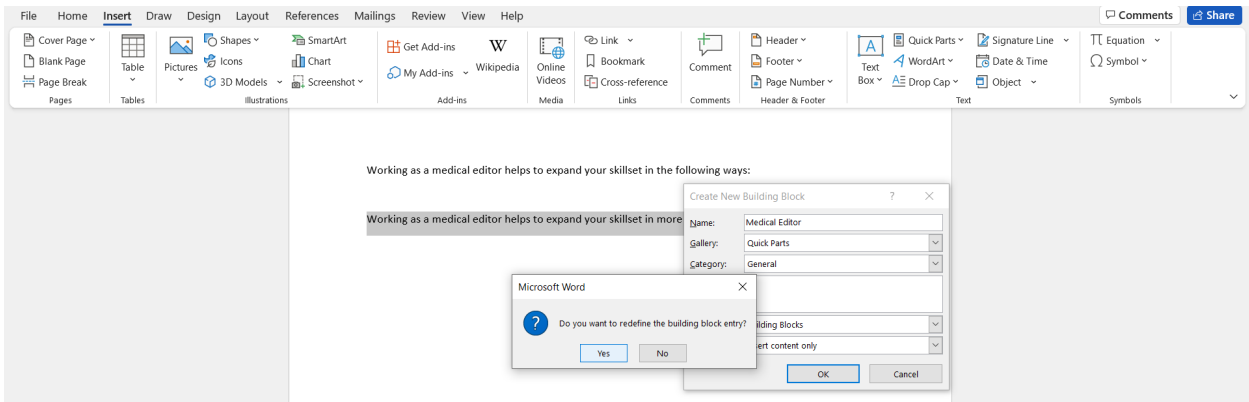 File Home Insert Draw Design Layout References Mailings Review View Help Comments Share
Cover Page
Blank Page
Page Break
Pages
Table
Tables
Pictures
Shapes
Icons
3D Models
SmartArt
Chart
Screenshot
Illustrations
Get Add-ins
My Add-ins
W
Wikipedia
Add-ins
Online
Videos
Media
Link
Bookmark
Cross-reference
Links
Comment
Comments
Header
Footer
Page Number
Header & Footer
A
Text
Box
Quick Parts
WordArt
Drop Cap
Signature Line
Date & Time
Object
Text
Equation
Symbol
Symbols
Working as a medical editor helps to expand your skillset in the following ways:
Working as a medical editor helps to expand your skillset in more
Create New Building Block
Name: Medical Editor
Gallery: Quick Parts
Category: General
ilding Blocks
ert content only
OK Cancel
Microsoft Word
Do you want to redefine the building block entry?
Yes No